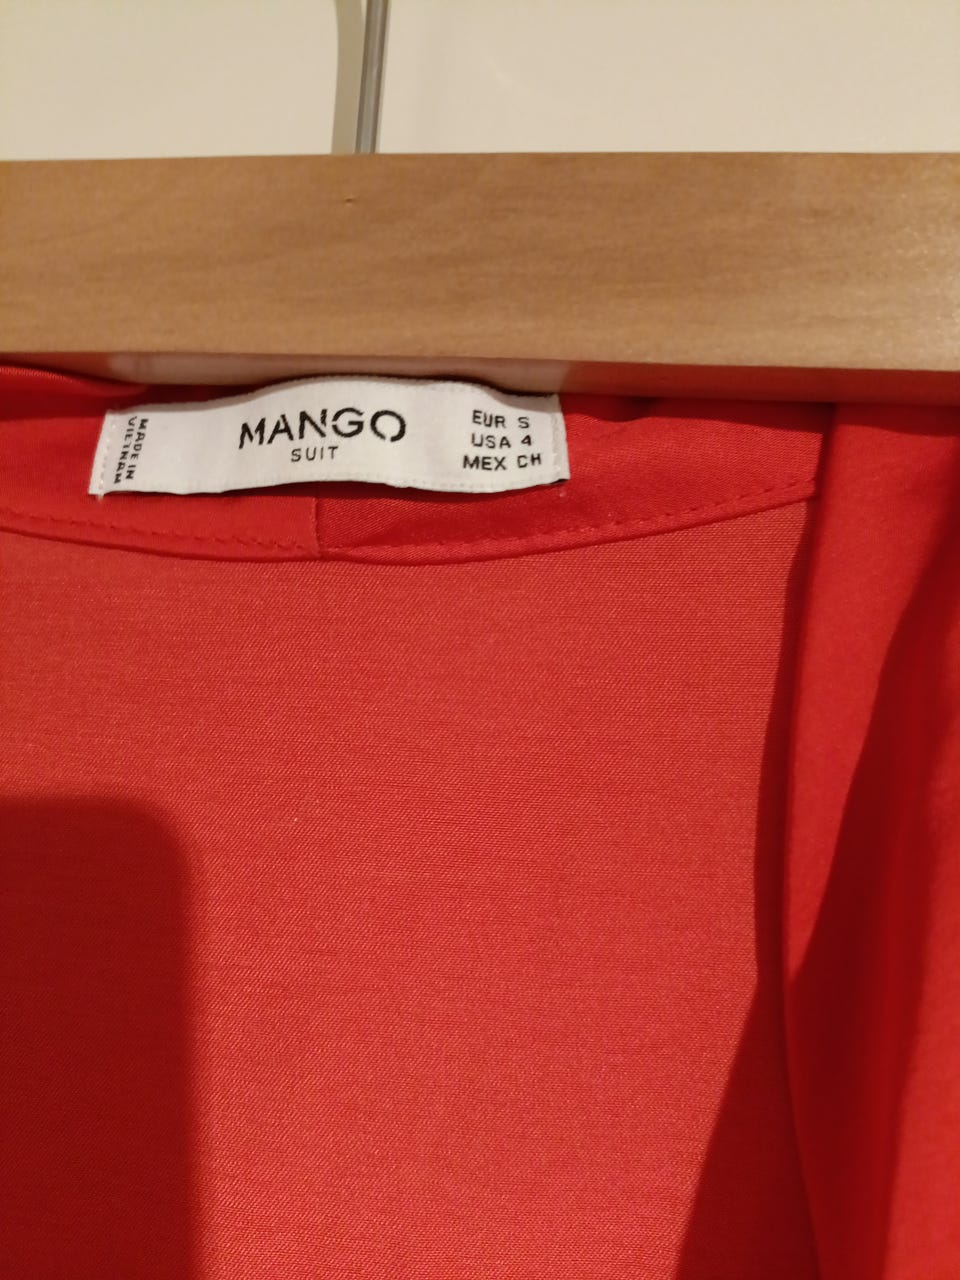 MADE IN
VIETNAM
MANGO
SUIT
EUR S
USA 4
MEX CH